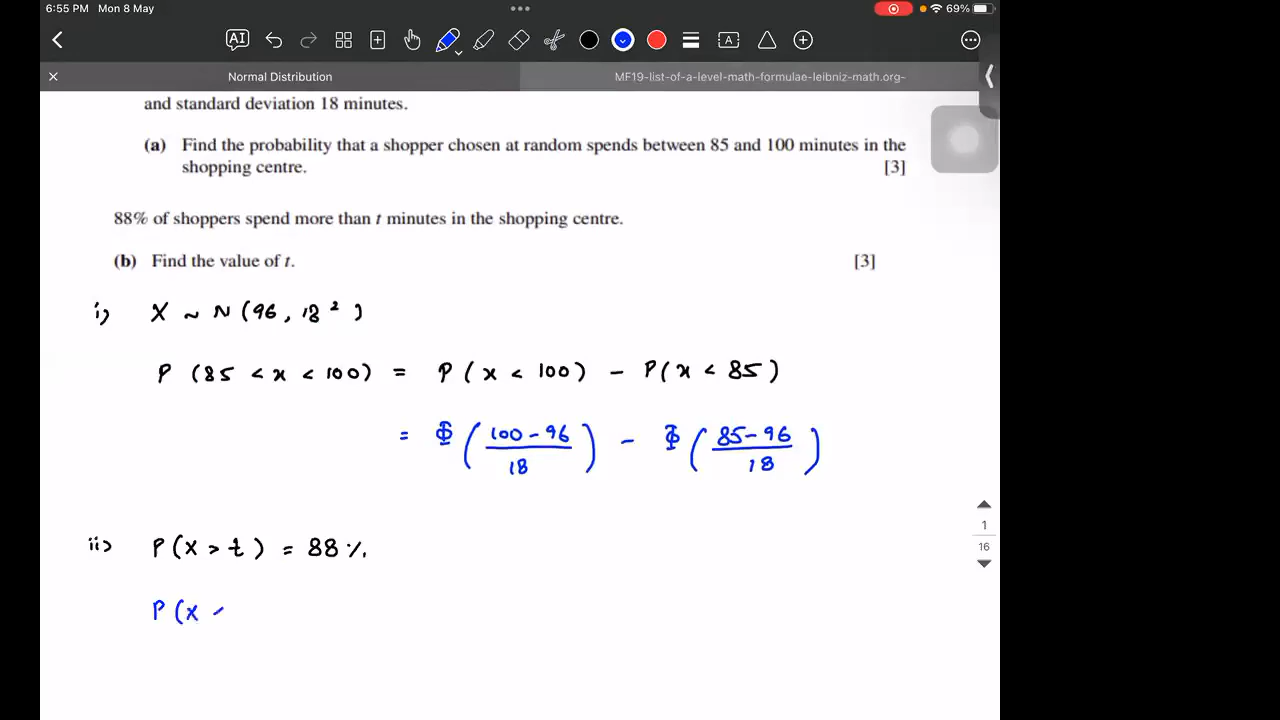 6:55 PM Mon 8 May
69%
AI
A
Normal Distribution
MF19-list-of-a-level-math-formulae-leibniz-math.org-
and standard deviation 18 minutes.
(a) Find the probability that a shopper chosen at random spends between 85 and 100 minutes in the
shopping centre. [3]
88% of shoppers spend more than t minutes in the shopping centre.
(b) Find the value of t. [3]
i) X ~ N (96, 18²)
P (85 < x < 100) = P (x < 100) - P(x < 85)
= Φ (100-96/18) - Φ (85-96/18)
1
16
ii) P(X > t) = 88%
P(X